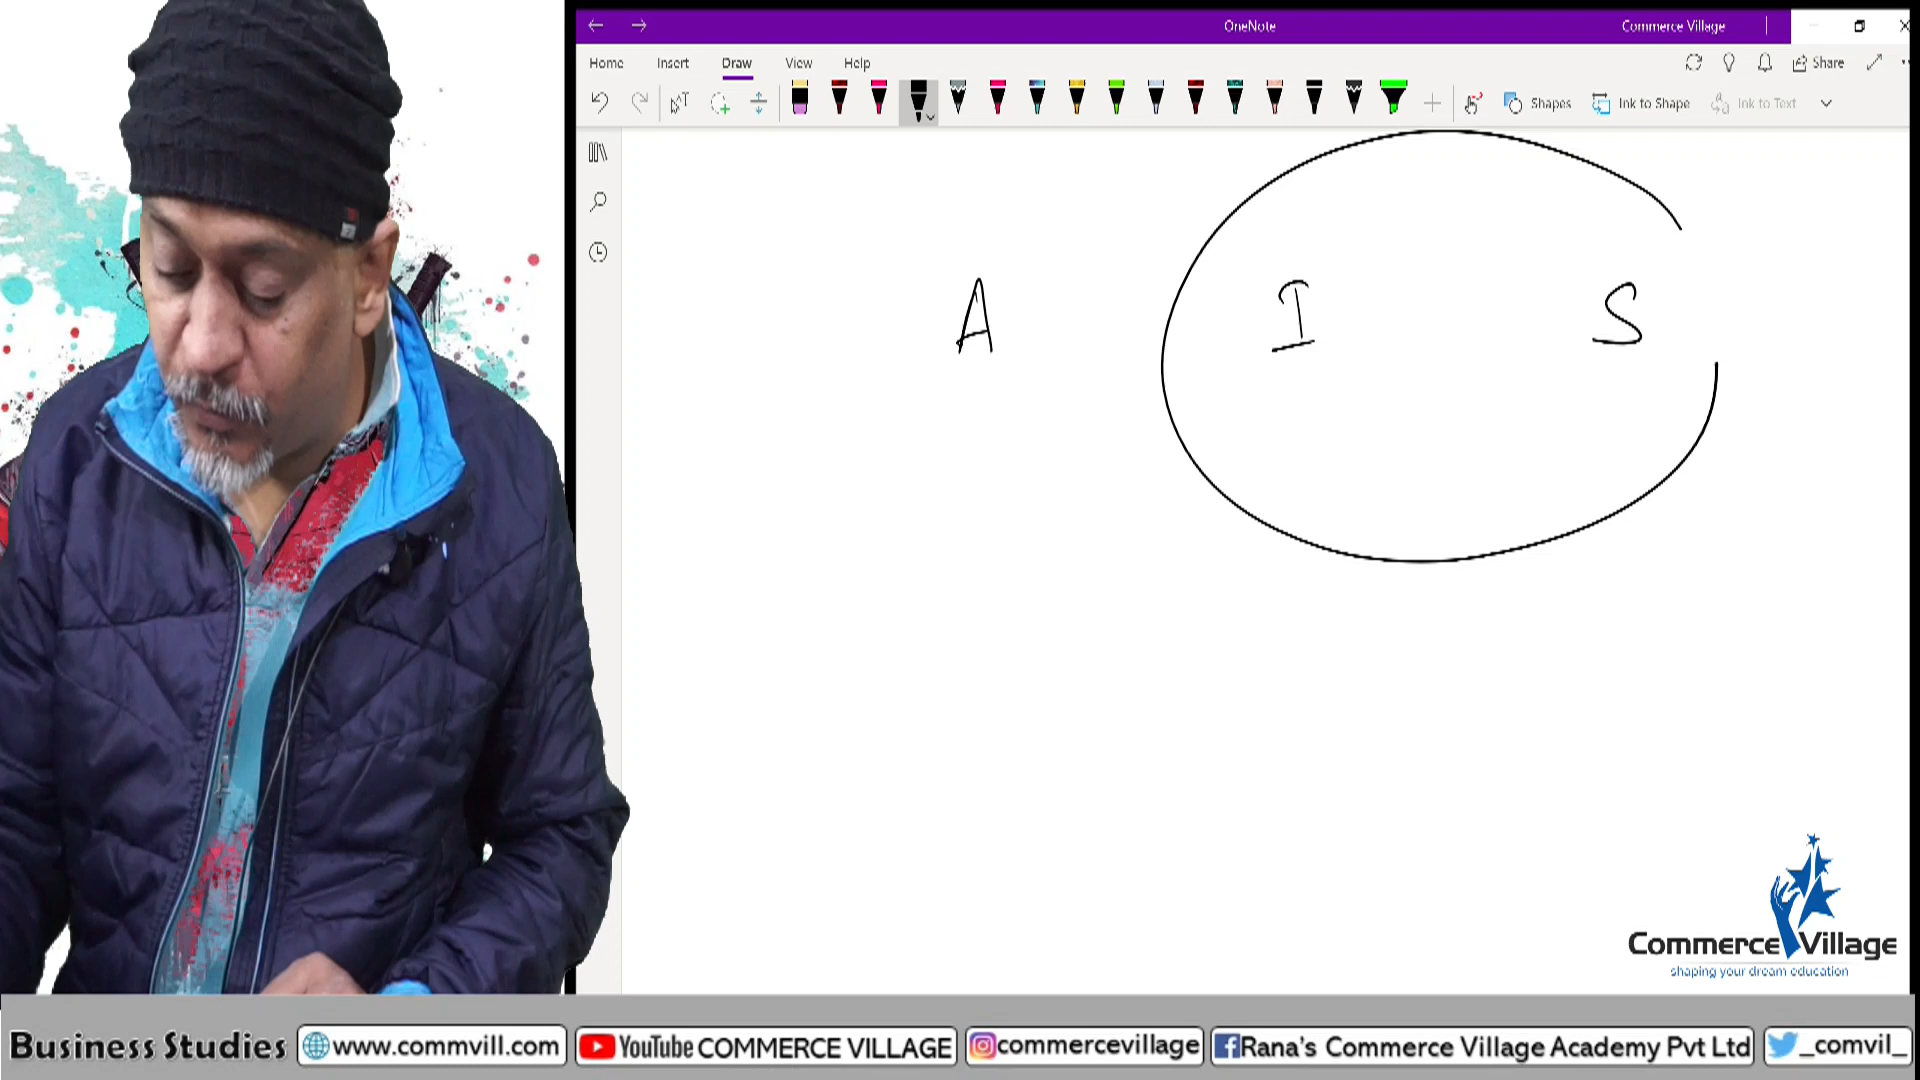 OneNote
Commerce Village
Home Insert Draw View Help
Share
Shapes Ink to Shape Ink to Text
A I S
Commerce Village
shaping your dream education
Business Studies www.commvill.com YouTube COMMERCE VILLAGE commercevillage Rana's Commerce Village Academy Pvt Ltd _comvil_